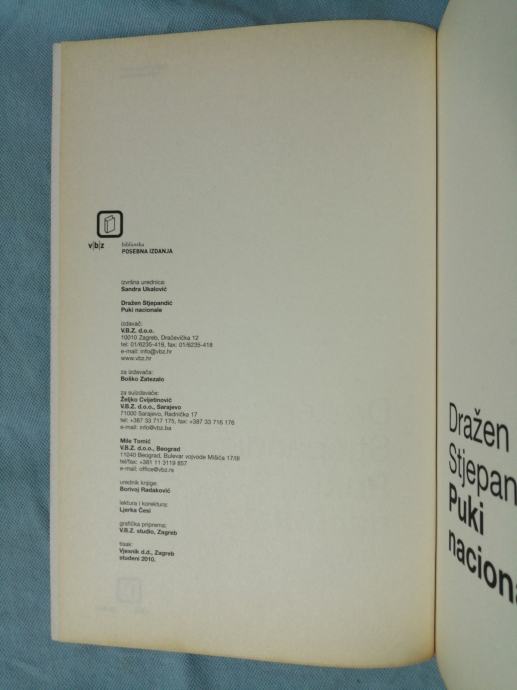 v|b|z
biblioteka
POSEBNA IZDANJA
izvršna urednica:
Sandra Ukalović
Dražen Stjepandić
Puki nacionale
izdavač:
V.B.Z. d.o.o.
10010 Zagreb, Dračevička 12
tel: 01/6235-419, fax: 01/6235-418
e-mail: info@vbz.hr
www.vbz.hr
za izdavača:
Boško Zatezalo
za suizdavača:
Željko Cvijetinović
V.B.Z. d.o.o., Sarajevo
71000 Sarajevo, Radnička 17
tel: +387 33 717 175, fax: +387 33 716 176
e-mail: info@vbz.ba
Mile Tomić
V.B.Z. d.o.o., Beograd
11240 Beograd, Bulevar vojvode Mišića 17/III
tel/fax: +381 11 3119 857
e-mail: office@vbz.rs
urednik knjige:
Borivoj Radaković
lektura i korektura:
Ljerka Česi
grafička priprema:
V.B.Z. studio, Zagreb
tisak:
Vjesnik d.d., Zagreb
studeni 2010.
Dražen
Stjepan
Puki
naciona